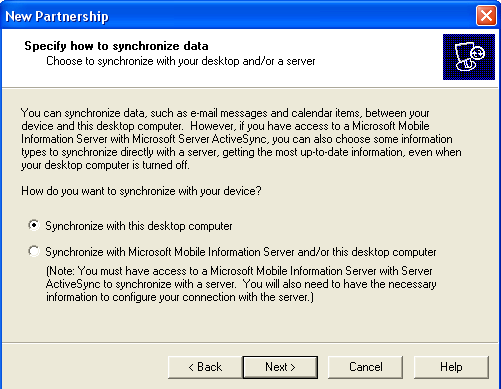 New Partnership
Specify how to synchronize data
Choose to synchronize with your desktop and/or a server
You can synchronize data, such as e-mail messages and calendar items, between your
device and this desktop computer.  However, if you have access to a Microsoft Mobile
Information Server with Microsoft Server ActiveSync, you can also choose some information
types to synchronize directly with a server, getting the most up-to-date information, even when
your desktop computer is turned off.
How do you want to synchronize with your device?
Synchronize with this desktop computer
Synchronize with Microsoft Mobile Information Server and/or this desktop computer
(Note: You must have access to a Microsoft Mobile Information Server with Server
ActiveSync to synchronize with a server.  You will also need to have the necessary
information to configure your connection with the server.)
< Back
Next >
Cancel
Help